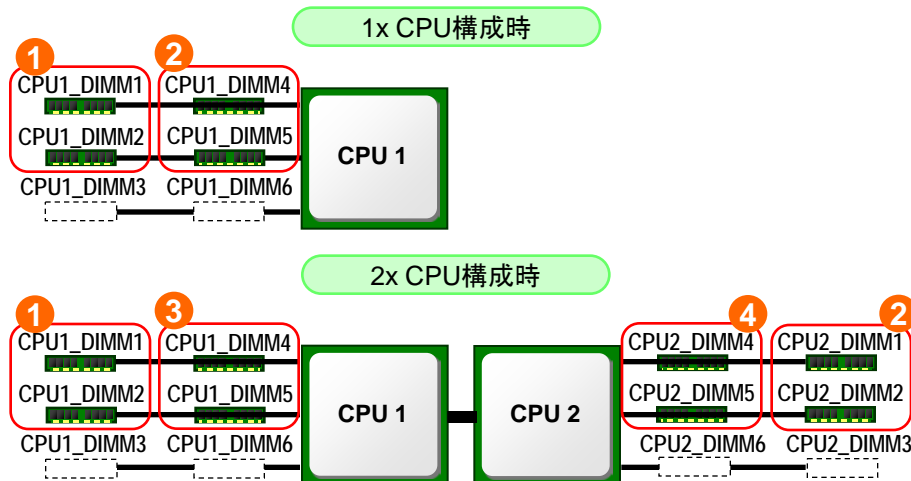 1x CPU構成時
1 2
CPU1_DIMM1 CPU1_DIMM4
CPU1_DIMM2 CPU1_DIMM5
CPU 1
CPU1_DIMM3 CPU1_DIMM6
2x CPU構成時
1 3 4 2
CPU1_DIMM1 CPU1_DIMM4 CPU2_DIMM4 CPU2_DIMM1
CPU1_DIMM2 CPU1_DIMM5 CPU 1 CPU 2 CPU2_DIMM5 CPU2_DIMM2
CPU1_DIMM3 CPU1_DIMM6 CPU2_DIMM6 CPU2_DIMM3